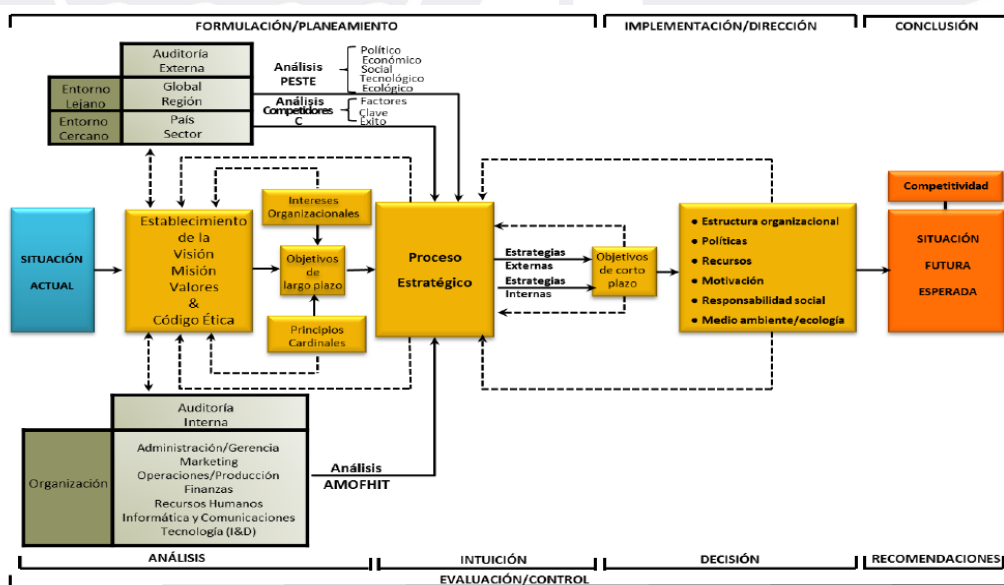 FORMULACIÓN/PLANEAMIENTO
IMPLEMENTACIÓN/DIRECCIÓN
CONCLUSIÓN
Auditoría
Externa
Entorno
Lejano
Global
Región
Entorno
Cercano
País
Sector
Análisis
PESTE
Político
Económico
Social
Tecnológico
Ecológico
Análisis
Competidores
C
Factores
Clave
Éxito
SITUACIÓN
ACTUAL
Establecimiento
de la
Visión
Misión
Valores
&
Código Ética
Intereses
Organizacionales
Objetivos
de
largo plazo
Principios
Cardinales
Proceso
Estratégico
Estrategias
Externas
Estrategias
Internas
Objetivos
de corto
plazo
• Estructura organizacional
• Políticas
• Recursos
• Motivación
• Responsabilidad social
• Medio ambiente/ecología
Competitividad
SITUACIÓN
FUTURA
ESPERADA
Auditoría
Interna
Organización
Administración/Gerencia
Marketing
Operaciones/Producción
Finanzas
Recursos Humanos
Informática y Comunicaciones
Tecnología (I&D)
Análisis
AMOFHIT
ANÁLISIS
INTUICIÓN
DECISIÓN
RECOMENDACIONES
EVALUACIÓN/CONTROL